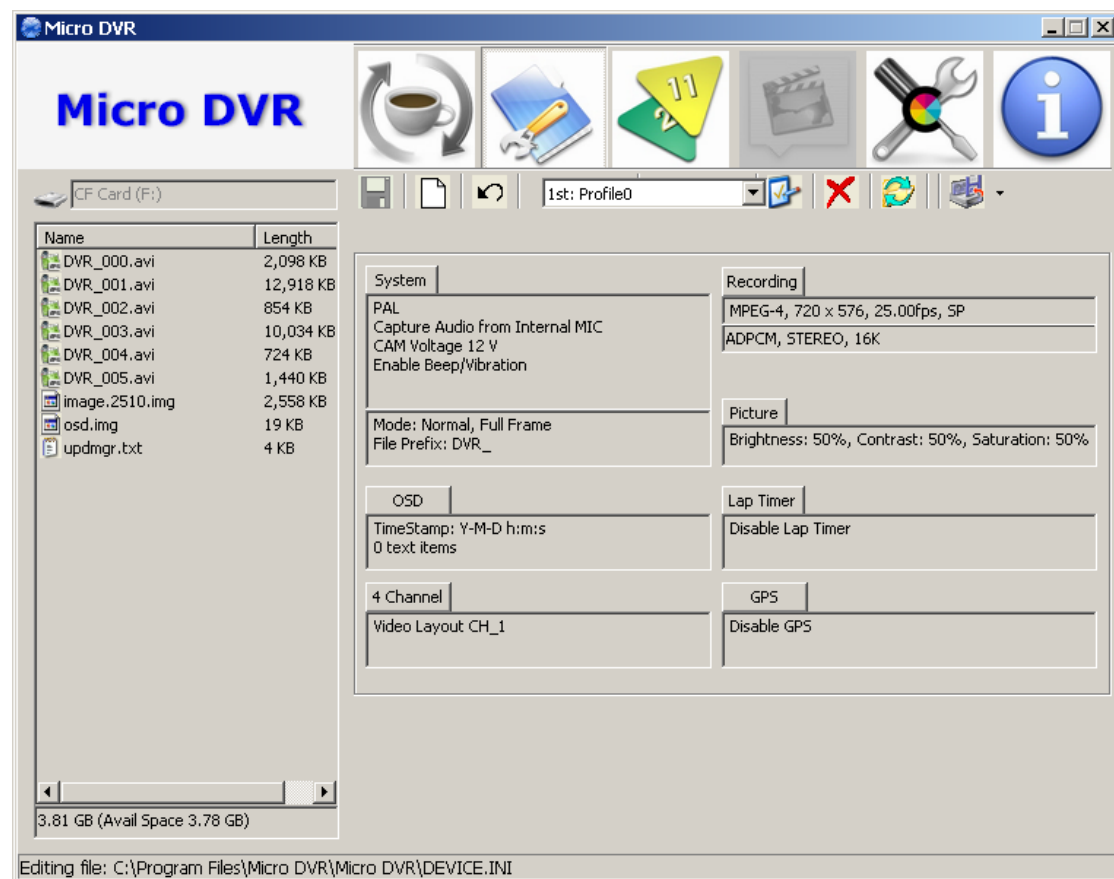 Micro DVR
Micro DVR
11
2
CF Card (F:)
1st: Profile0
Name Length
DVR_000.avi 2,098 KB
DVR_001.avi 12,918 KB
DVR_002.avi 854 KB
DVR_003.avi 10,034 KB
DVR_004.avi 724 KB
DVR_005.avi 1,440 KB
image.2510.img 2,558 KB
osd.img 19 KB
updmgr.txt 4 KB
3.81 GB (Avail Space 3.78 GB)
System
PAL
Capture Audio from Internal MIC
CAM Voltage 12 V
Enable Beep/Vibration
Mode: Normal, Full Frame
File Prefix: DVR_
Recording
MPEG-4, 720 x 576, 25.00fps, SP
ADPCM, STEREO, 16K
Picture
Brightness: 50%, Contrast: 50%, Saturation: 50%
OSD
TimeStamp: Y-M-D h:m:s
0 text items
Lap Timer
Disable Lap Timer
4 Channel
Video Layout CH_1
GPS
Disable GPS
Editing file: C:\Program Files\Micro DVR\Micro DVR\DEVICE.INI